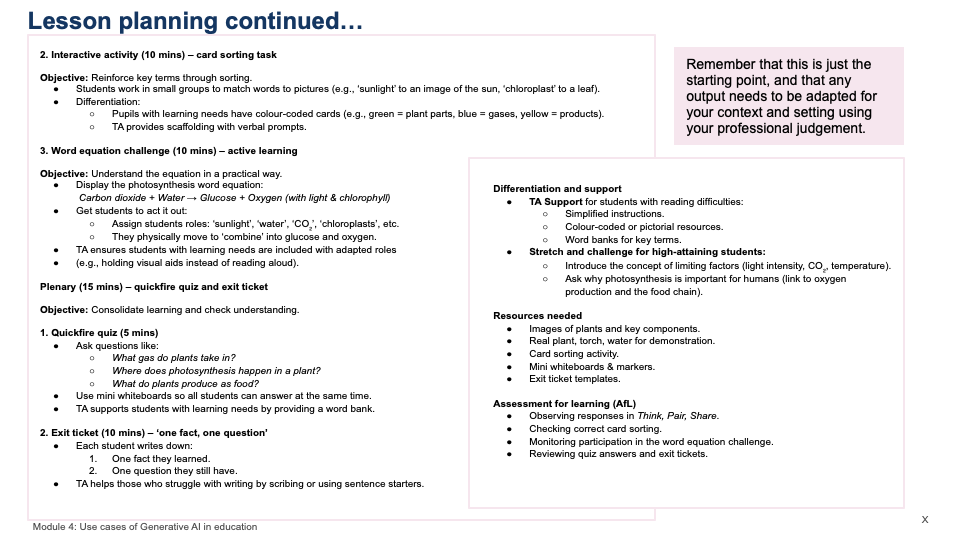 Lesson planning continued…
2. Interactive activity (10 mins) – card sorting task
Objective: Reinforce key terms through sorting.
● Students work in small groups to match words to pictures (e.g., ‘sunlight’ to an image of the sun, ‘chloroplast’ to a leaf).
● Differentiation:
○ Pupils with learning needs have colour-coded cards (e.g., green = plant parts, blue = gases, yellow = products).
○ TA provides scaffolding with verbal prompts.
3. Word equation challenge (10 mins) – active learning
Objective: Understand the equation in a practical way.
● Display the photosynthesis word equation:
Carbon dioxide + Water → Glucose + Oxygen (with light & chlorophyll)
● Get students to act it out:
○ Assign students roles: ‘sunlight’, ‘water’, ‘CO₂’, ‘chloroplasts’, etc.
○ They physically move to ‘combine’ into glucose and oxygen.
● TA ensures students with learning needs are included with adapted roles
● (e.g., holding visual aids instead of reading aloud).
Plenary (15 mins) – quickfire quiz and exit ticket
Objective: Consolidate learning and check understanding.
1. Quickfire quiz (5 mins)
● Ask questions like:
○ What gas do plants take in?
○ Where does photosynthesis happen in a plant?
○ What do plants produce as food?
● Use mini whiteboards so all students can answer at the same time.
● TA supports students with learning needs by providing a word bank.
2. Exit ticket (10 mins) – ‘one fact, one question’
● Each student writes down:
1. One fact they learned.
2. One question they still have.
● TA helps those who struggle with writing by scribing or using sentence starters.
Remember that this is just the
starting point, and that any
output needs to be adapted for
your context and setting using
your professional judgement.
Differentiation and support
● TA Support for students with reading difficulties:
○ Simplified instructions.
○ Colour-coded or pictorial resources.
○ Word banks for key terms.
● Stretch and challenge for high-attaining students:
○ Introduce the concept of limiting factors (light intensity, CO₂, temperature).
○ Ask why photosynthesis is important for humans (link to oxygen
production and the food chain).
Resources needed
● Images of plants and key components.
● Real plant, torch, water for demonstration.
● Card sorting activity.
● Mini whiteboards & markers.
● Exit ticket templates.
Assessment for learning (AfL)
● Observing responses in Think, Pair, Share.
● Checking correct card sorting.
● Monitoring participation in the word equation challenge.
● Reviewing quiz answers and exit tickets.
Module 4: Use cases of Generative AI in education
X